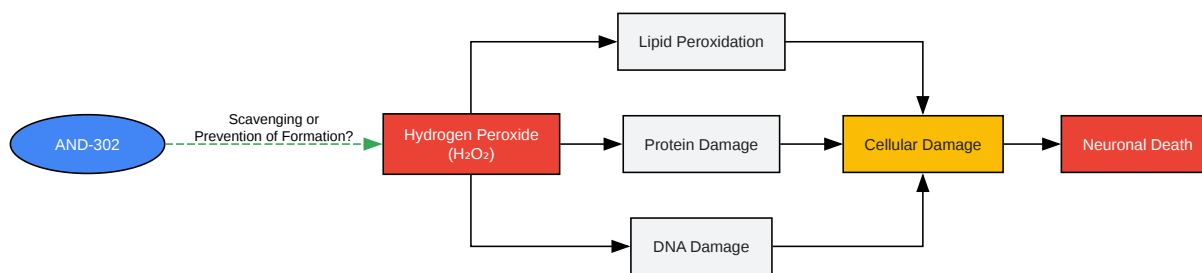 AND-302
Scavenging or
Prevention of Formation?
Hydrogen Peroxide
(H₂O₂)
Lipid Peroxidation
Protein Damage
DNA Damage
Cellular Damage
Neuronal Death